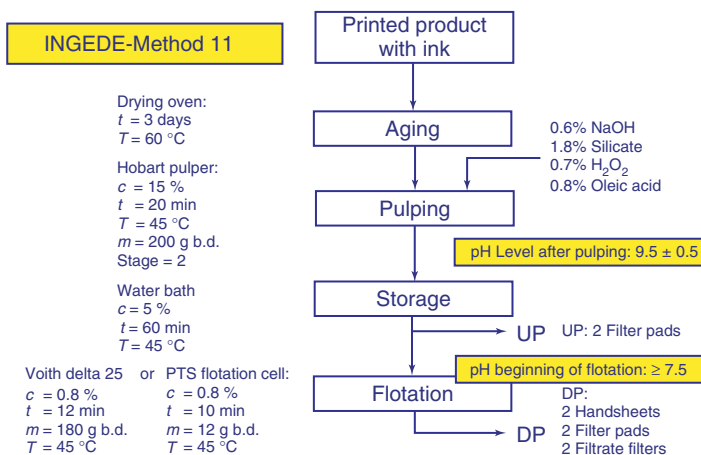 INGEDE-Method 11
Printed product
with ink
Drying oven:
t = 3 days
T = 60 °C
Aging
0.6% NaOH
1.8% Silicate
0.7% H₂O₂
0.8% Oleic acid
Hobart pulper:
c = 15 %
t = 20 min
T = 45 °C
m = 200 g b.d.
Stage = 2
Pulping
pH Level after pulping: 9.5 ± 0.5
Water bath
c = 5 %
t = 60 min
T = 45 °C
Storage
UP
UP: 2 Filter pads
pH beginning of flotation: ≥ 7.5
Voith delta 25 or PTS flotation cell:
c = 0.8 % c = 0.8 %
t = 12 min t = 10 min
m = 180 g b.d. m = 12 g b.d.
T = 45 °C T = 45 °C
Flotation
DP
DP:
2 Handsheets
2 Filter pads
2 Filtrate filters